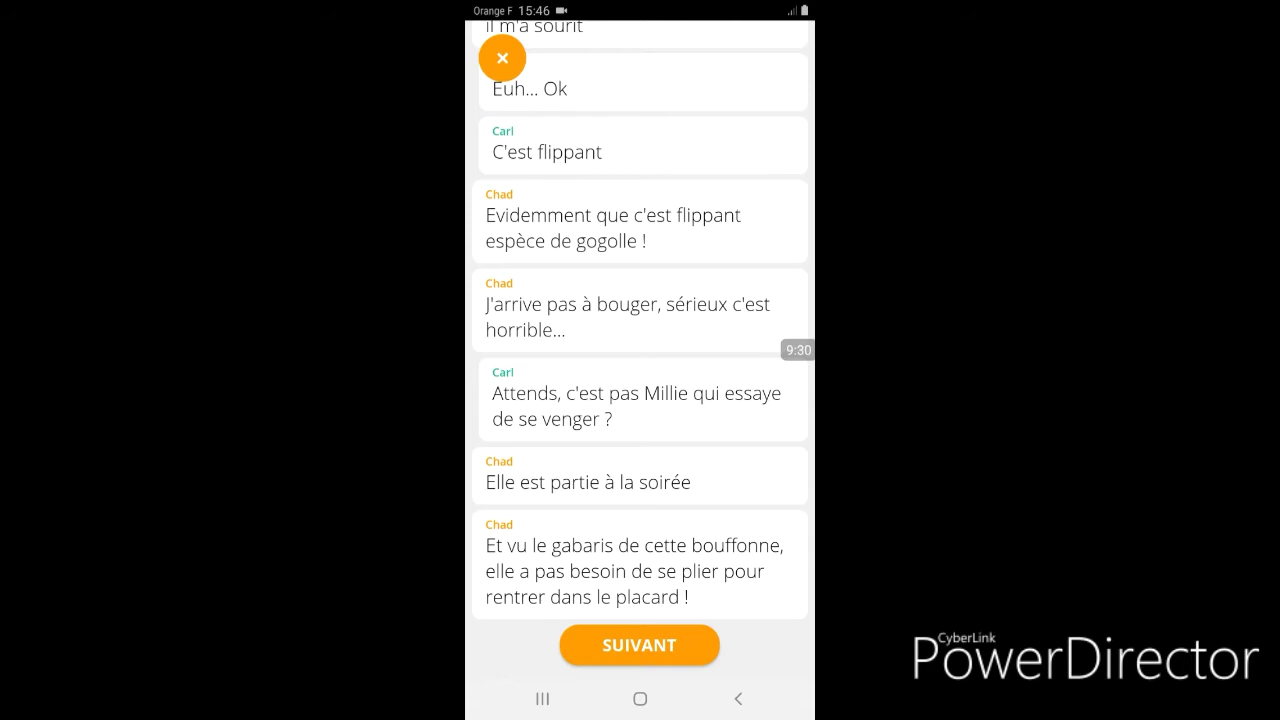 Orange F 15:46
il m'a sourit
×
Euh... Ok
Carl
C'est flippant
Chad
Evidemment que c'est flippant
espèce de gogolle !
Chad
J'arrive pas à bouger, sérieux c'est
horrible...
9:30
Carl
Attends, c'est pas Millie qui essaye
de se venger ?
Chad
Elle est partie à la soirée
Chad
Et vu le gabaris de cette bouffonne,
elle a pas besoin de se plier pour
rentrer dans le placard !
SUIVANT
CyberLink
PowerDirector